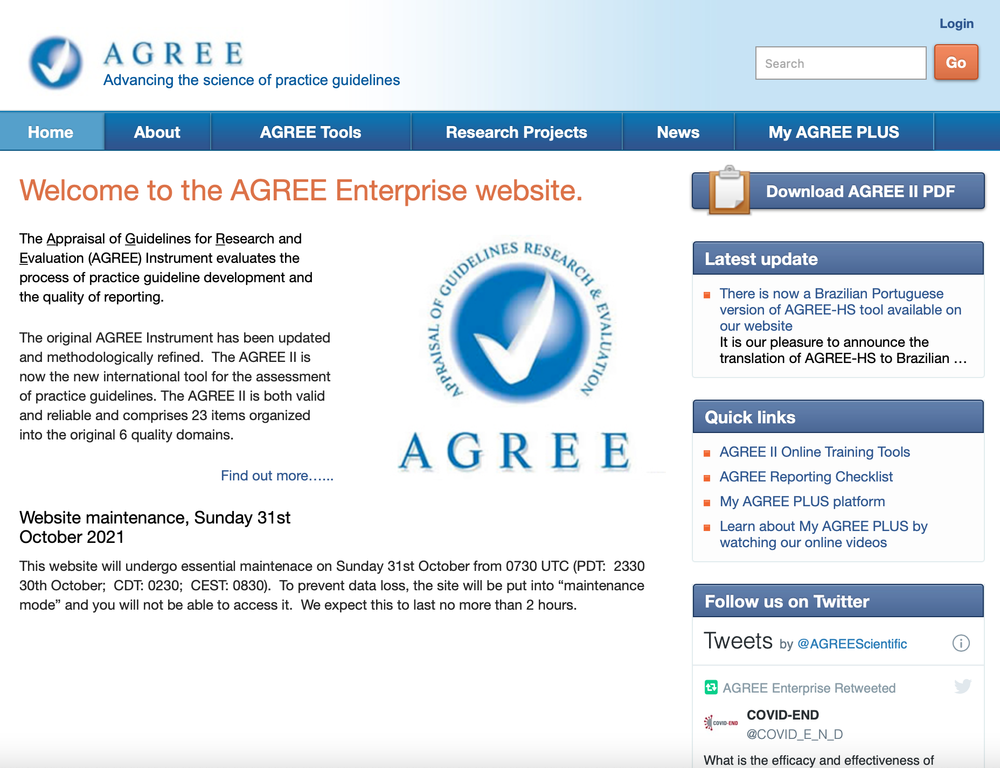 Login
AGREE
Advancing the science of practice guidelines
Search
Go
Home
About
AGREE Tools
Research Projects
News
My AGREE PLUS
Welcome to the AGREE Enterprise website.
The Appraisal of Guidelines for Research and
Evaluation (AGREE) Instrument evaluates the
process of practice guideline development and
the quality of reporting.
The original AGREE Instrument has been updated
and methodologically refined.  The AGREE II is
now the new international tool for the assessment
of practice guidelines. The AGREE II is both valid
and reliable and comprises 23 items organized
into the original 6 quality domains.
Find out more…...
APPRAISAL OF GUIDELINES RESEARCH & EVALUATION
AGREE
Website maintenance, Sunday 31st
October 2021
This website will undergo essential maintenace on Sunday 31st October from 0730 UTC (PDT:  2330
30th October;  CDT: 0230;  CEST: 0830).  To prevent data loss, the site will be put into “maintenance
mode” and you will not be able to access it.  We expect this to last no more than 2 hours.
Download AGREE II PDF
Latest update
There is now a Brazilian Portuguese
version of AGREE-HS tool available on
our website
It is our pleasure to announce the
translation of AGREE-HS to Brazilian …
Quick links
AGREE II Online Training Tools
AGREE Reporting Checklist
My AGREE PLUS platform
Learn about My AGREE PLUS by
watching our online videos
Follow us on Twitter
Tweets by @AGREEScientific
AGREE Enterprise Retweeted
COVID-END
COVID-END
@COVID_E_N_D
What is the efficacy and effectiveness of